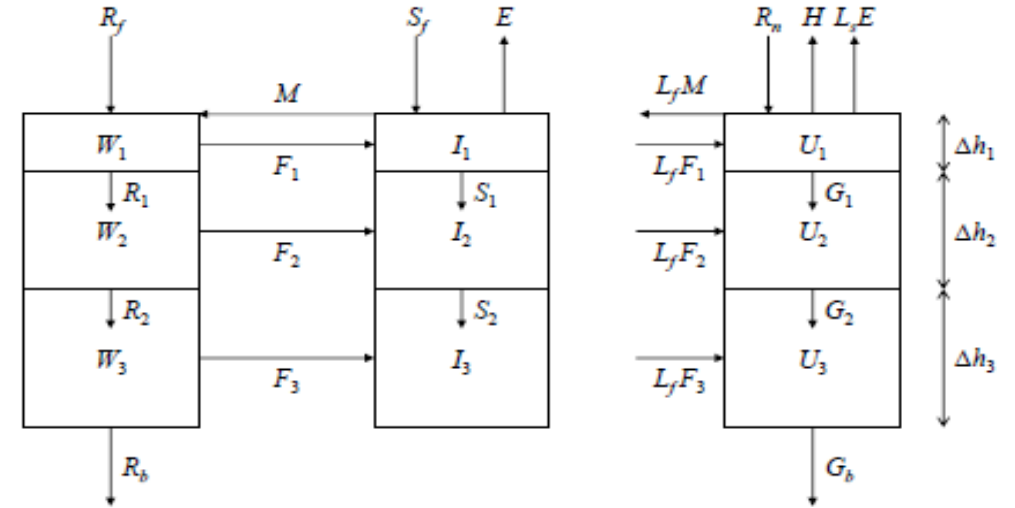 R_f S_f E R_n H L_sE
M L_fM
W_1 I_1 U_1 Δh_1
F_1 L_fF_1
R_1 S_1 G_1
W_2 I_2 U_2 Δh_2
F_2 L_fF_2
R_2 S_2 G_2
W_3 I_3 U_3 Δh_3
F_3 L_fF_3
R_b G_b